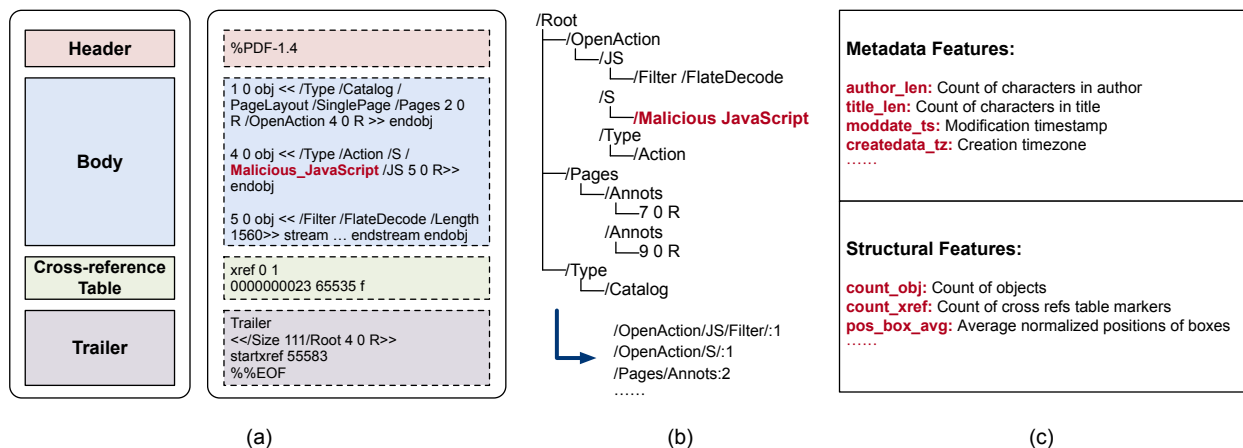 Header
Body
Cross-reference
Table
Trailer
%PDF-1.4
1 0 obj << /Type /Catalog /
PageLayout /SinglePage /Pages 2 0
R /OpenAction 4 0 R >> endobj
4 0 obj << /Type /Action /S /
Malicious_JavaScript /JS 5 0 R>>
endobj
5 0 obj << /Filter /FlateDecode /Length
1560>> stream … endstream endobj
xref 0 1
0000000023 65535 f
Trailer
<</Size 111/Root 4 0 R>>
startxref 55583
%%EOF
(a)
/Root
/OpenAction
/JS
/Filter /FlateDecode
/S
/Malicious JavaScript
/Type
/Action
/Pages
/Annots
7 0 R
/Annots
9 0 R
/Type
/Catalog
/OpenAction/JS/Filter/:1
/OpenAction/S/:1
/Pages/Annots:2
……
(b)
Metadata Features:
author_len: Count of characters in author
title_len: Count of characters in title
moddate_ts: Modification timestamp
createdata_tz: Creation timezone
……
Structural Features:
count_obj: Count of objects
count_xref: Count of cross refs table markers
pos_box_avg: Average normalized positions of boxes
……
(c)